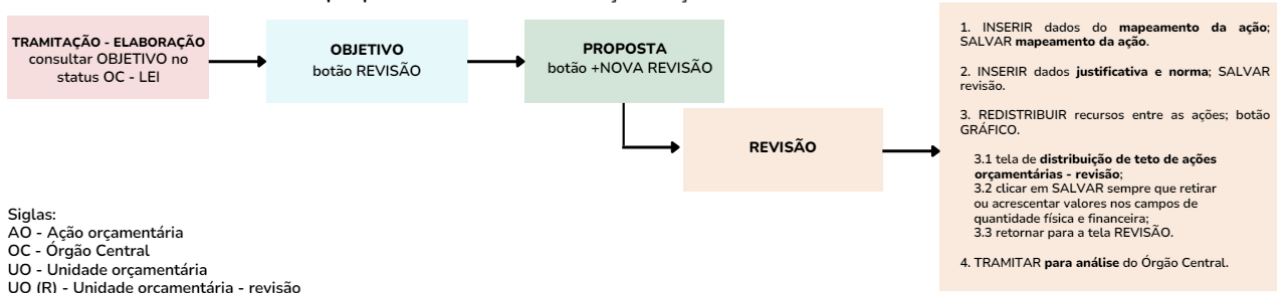 TRAMITAÇÃO - ELABORAÇÃO
consultar OBJETIVO no
status OC - LEI
OBJETIVO
botão REVISÃO
PROPOSTA
botão +NOVA REVISÃO
REVISÃO
1. INSERIR dados do mapeamento da ação;
SALVAR mapeamento da ação.
2. INSERIR dados justificativa e norma; SALVAR
revisão.
3. REDISTRIBUIR recursos entre as ações; botão
GRÁFICO.
3.1 tela de distribuição de teto de ações
orçamentárias - revisão;
3.2 clicar em SALVAR sempre que retirar
ou acrescentar valores nos campos de
quantidade física e financeira;
3.3 retornar para a tela REVISÃO.
4. TRAMITAR para análise do Órgão Central.
Siglas:
AO - Ação orçamentária
OC - Órgão Central
UO - Unidade orçamentária
UO (R) - Unidade orçamentária - revisão